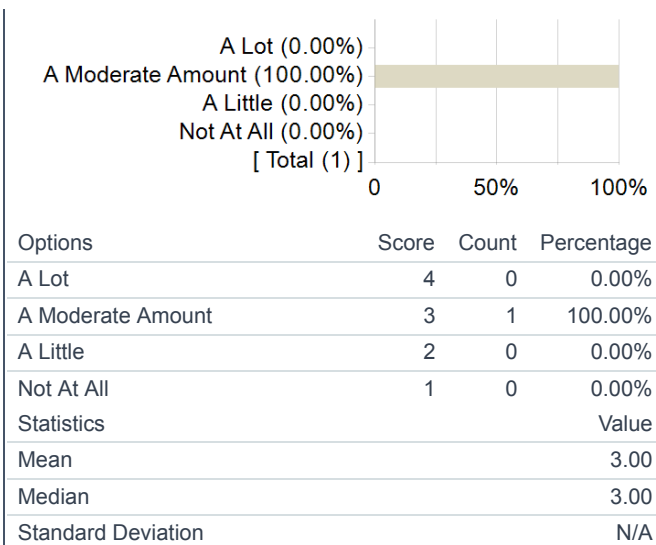 A Lot (0.00%)
A Moderate Amount (100.00%)
A Little (0.00%)
Not At All (0.00%)
[ Total (1) ]
0 50% 100%
Options Score Count Percentage
A Lot 4 0 0.00%
A Moderate Amount 3 1 100.00%
A Little 2 0 0.00%
Not At All 1 0 0.00%
Statistics Value
Mean 3.00
Median 3.00
Standard Deviation N/A